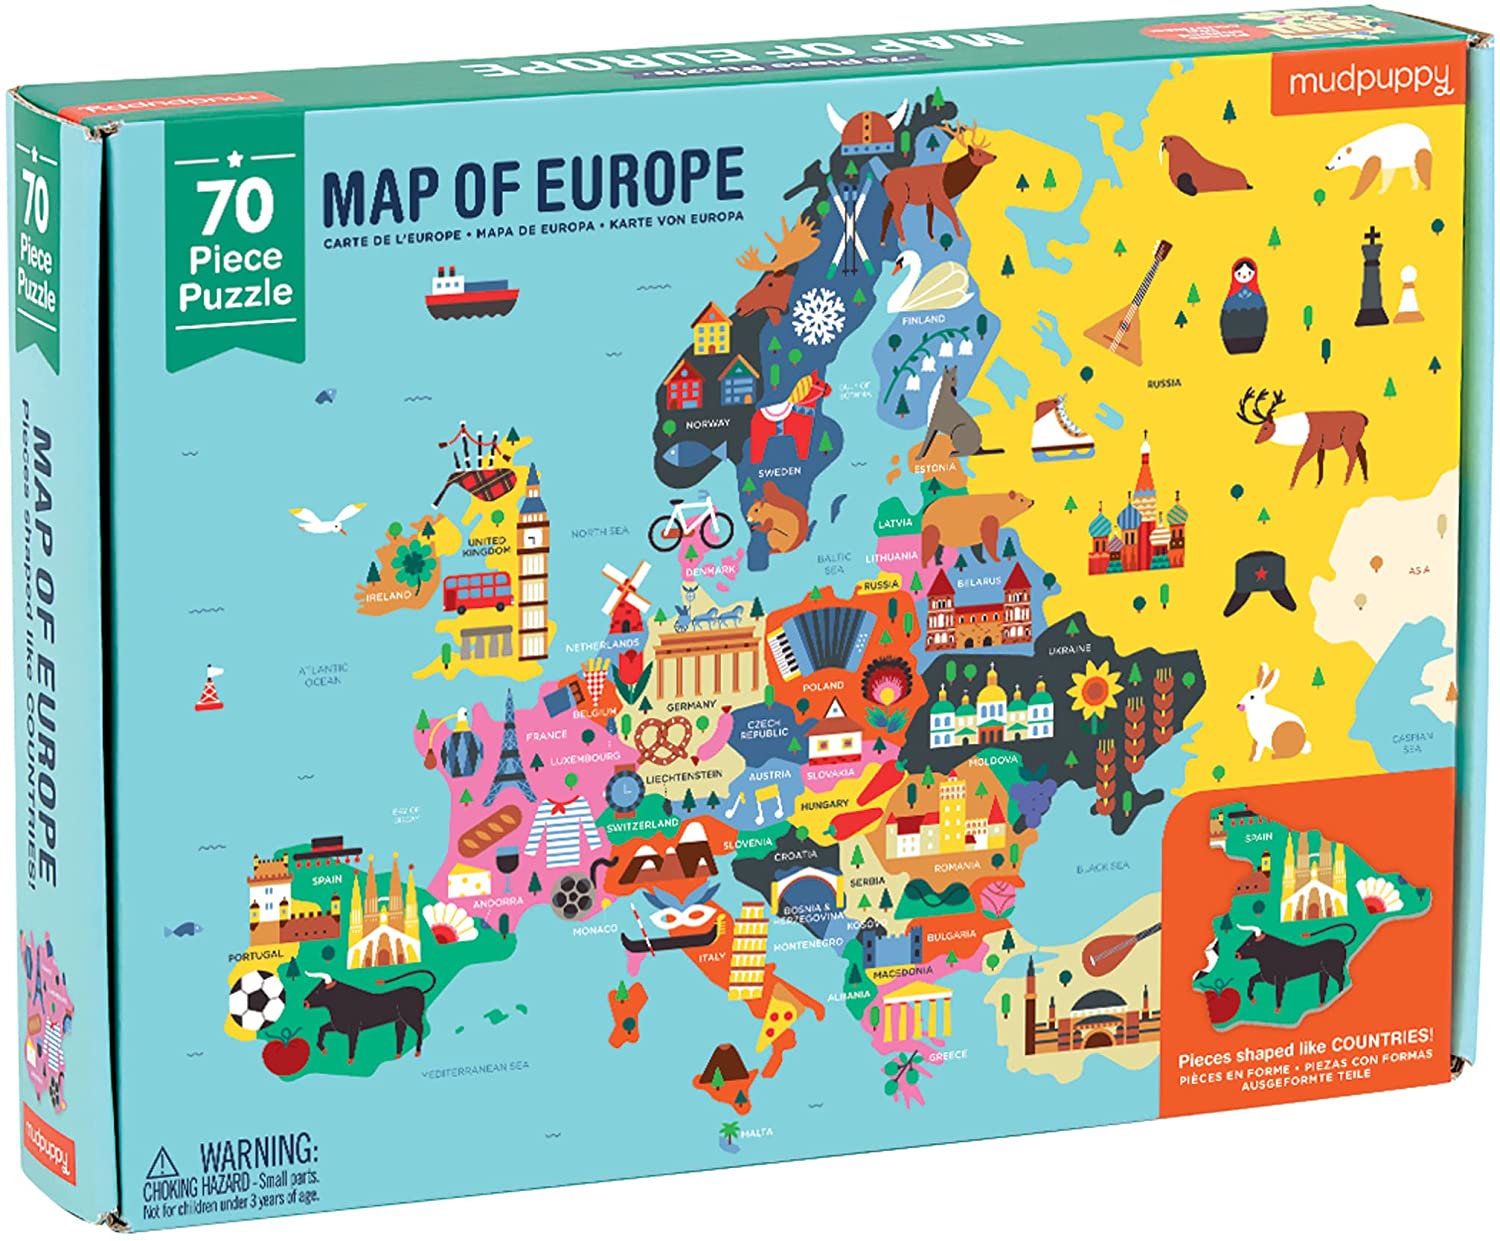 MAP OF EUROPE
70 Piece Puzzle
mudpuppy
mudpuppy
70
Piece
Puzzle
MAP OF EUROPE
CARTE DE L'EUROPE • MAPA DE EUROPA • KARTE VON EUROPA
70
Piece
Puzzle
MAP OF EUROPE
Pieces shaped like COUNTRIES!
mudpuppy
FINLAND
RUSSIA
NORWAY
SWEDEN
ESTONIA
NORTH SEA
LATVIA
UNITED
KINGDOM
BALTIC
SEA
LITHUANIA
DENMARK
RUSSIA
BELARUS
ASIA
IRELAND
NETHERLANDS
UKRAINE
ATLANTIC
OCEAN
POLAND
GERMANY
BELGIUM
CZECH
REPUBLIC
FRANCE
LUXEMBOURG
CASPIAN
SEA
MOLDOVA
LIECHTENSTEIN
AUSTRIA
SLOVAKIA
HUNGARY
BAY OF
BISCAY
SWITZERLAND
SLOVENIA
CROATIA
ROMANIA
BLACK SEA
SPAIN
SERBIA
ANDORRA
BOSNIA &
HERZEGOVINA
KOSOVO
MONACO
BULGARIA
MONTENEGRO
PORTUGAL
ITALY
MACEDONIA
ALBANIA
GREECE
MEDITERRANEAN SEA
MALTA
SPAIN
Pieces shaped like COUNTRIES!
PIÈCES EN FORME • PIEZAS CON FORMAS
AUSGEFORMTE TEILE
WARNING:
CHOKING HAZARD - Small parts.
Not for children under 3 years of age.